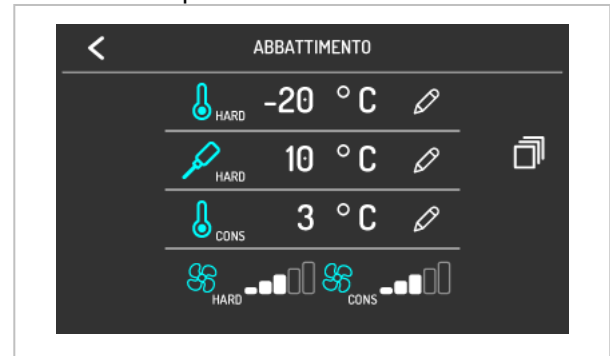 ABBATTIMENTO
HARD -20 °C
HARD 10 °C
CONS 3 °C
HARD CONS